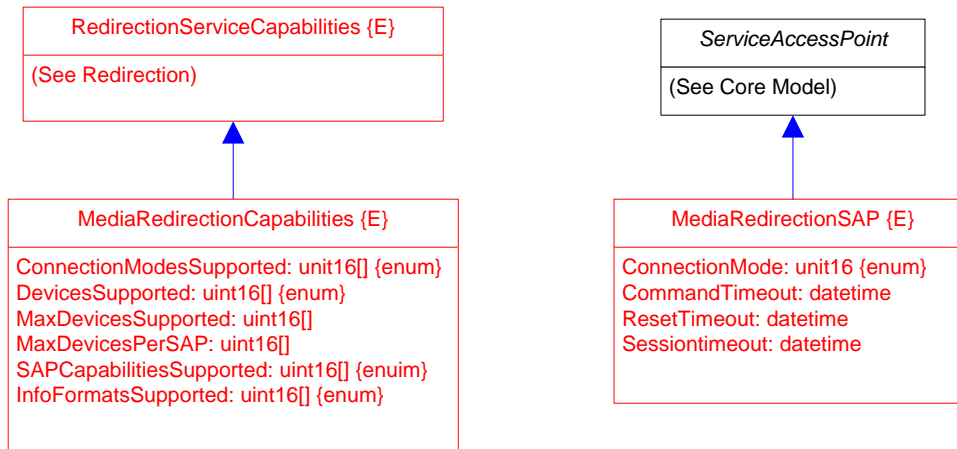 RedirectionServiceCapabilities {E}
(See Redirection)
ServiceAccessPoint
(See Core Model)
MediaRedirectionCapabilities {E}
ConnectionModesSupported: unit16[] {enum}
DevicesSupported: uint16[] {enum}
MaxDevicesSupported: uint16[]
MaxDevicesPerSAP: uint16[]
SAPCapabilitiesSupported: uint16[] {enuim}
InfoFormatsSupported: uint16[] {enum}
MediaRedirectionSAP {E}
ConnectionMode: unit16 {enum}
CommandTimeout: datetime
ResetTimeout: datetime
Sessiontimeout: datetime